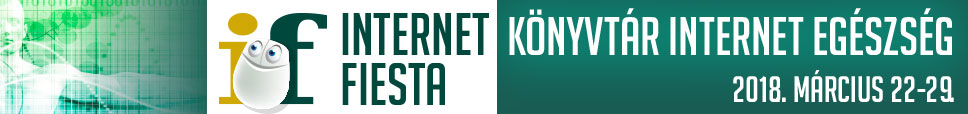 if INTERNET
FIESTA
KÖNYVTÁR INTERNET EGÉSZSÉG
2018. MÁRCIUS 22-29.